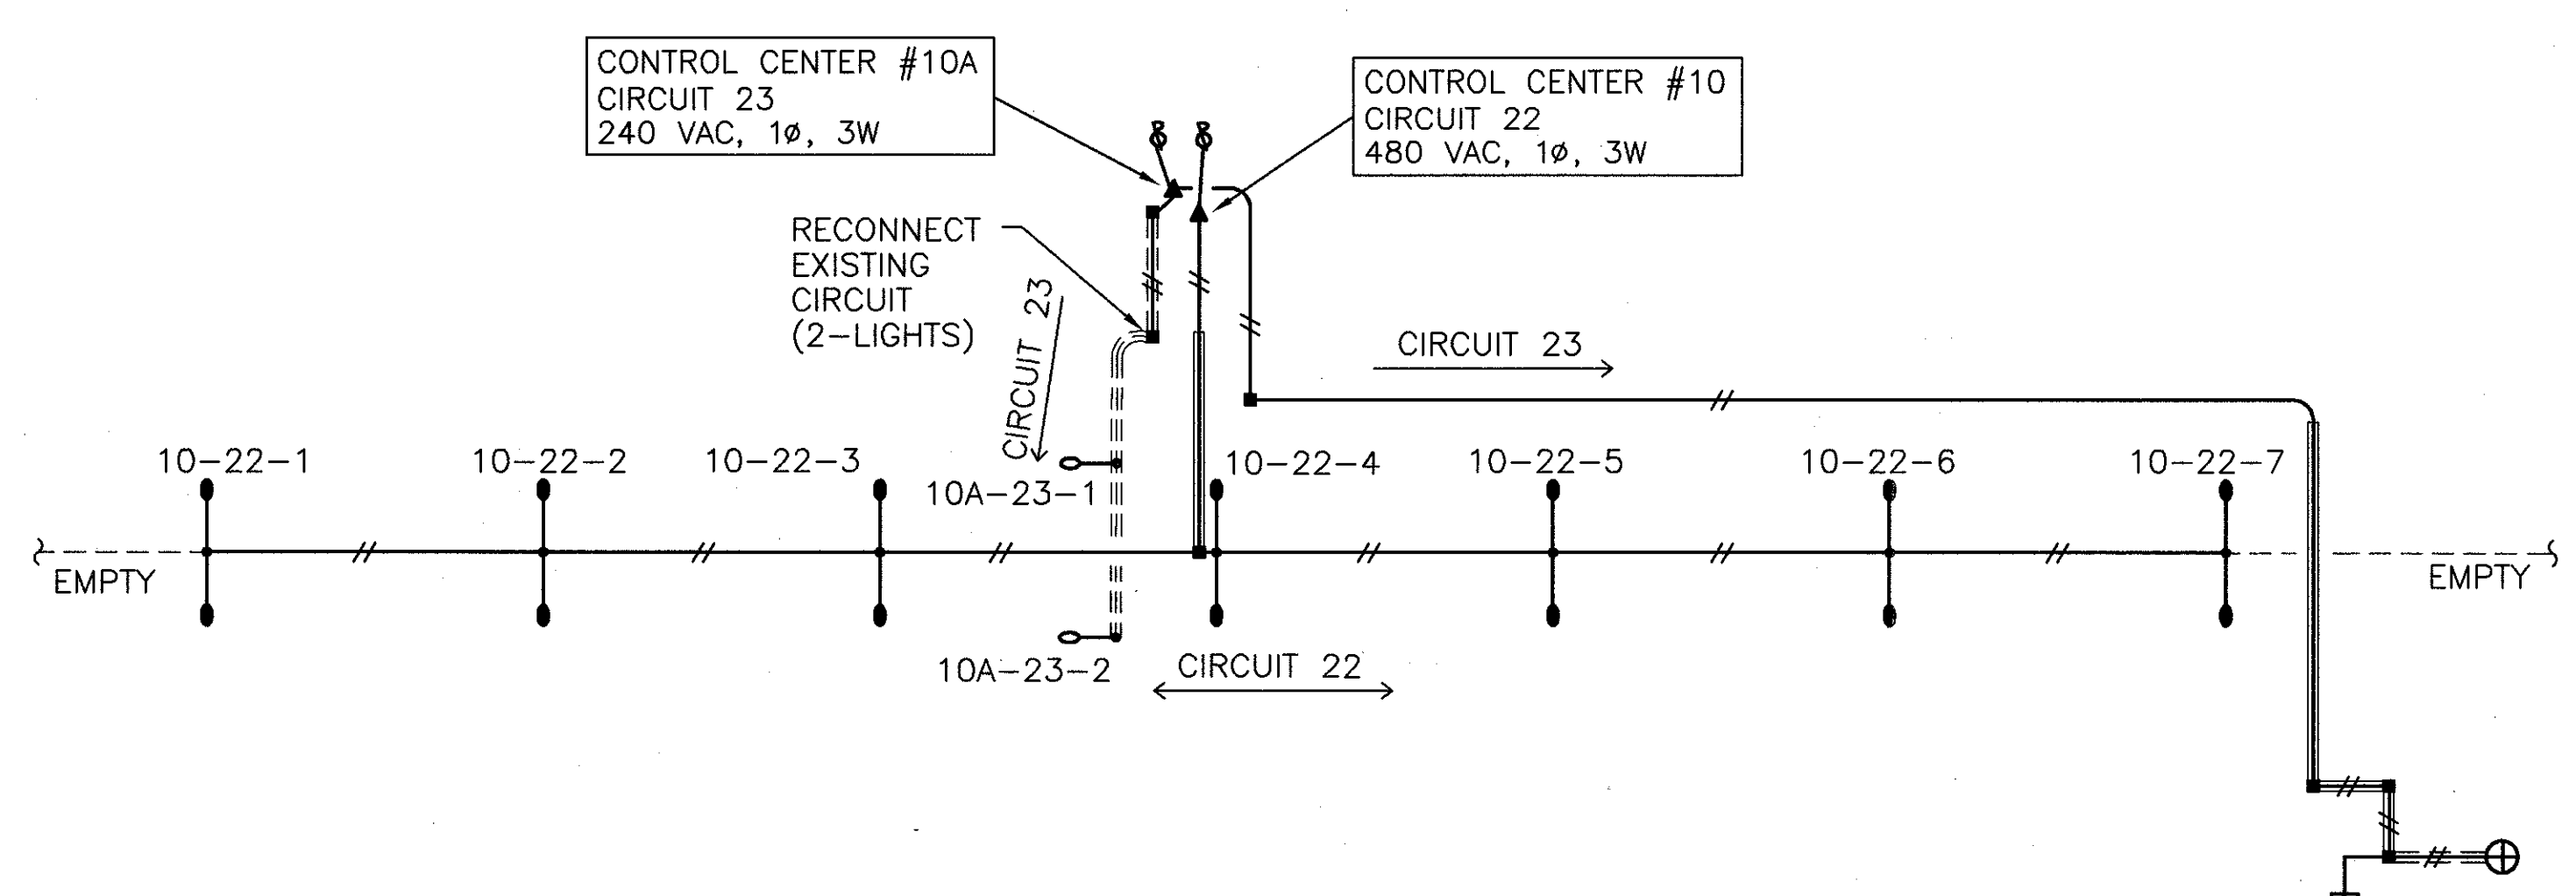 CONTROL CENTER #10A
CIRCUIT 23
240 VAC, 1ø, 3W
CONTROL CENTER #10
CIRCUIT 22
480 VAC, 1ø, 3W
RECONNECT
EXISTING
CIRCUIT
(2-LIGHTS)
CIRCUIT 23
CIRCUIT 23
10-22-1
10-22-2
10-22-3
10A-23-1
10-22-4
10-22-5
10-22-6
10-22-7
EMPTY
EMPTY
10A-23-2
CIRCUIT 22